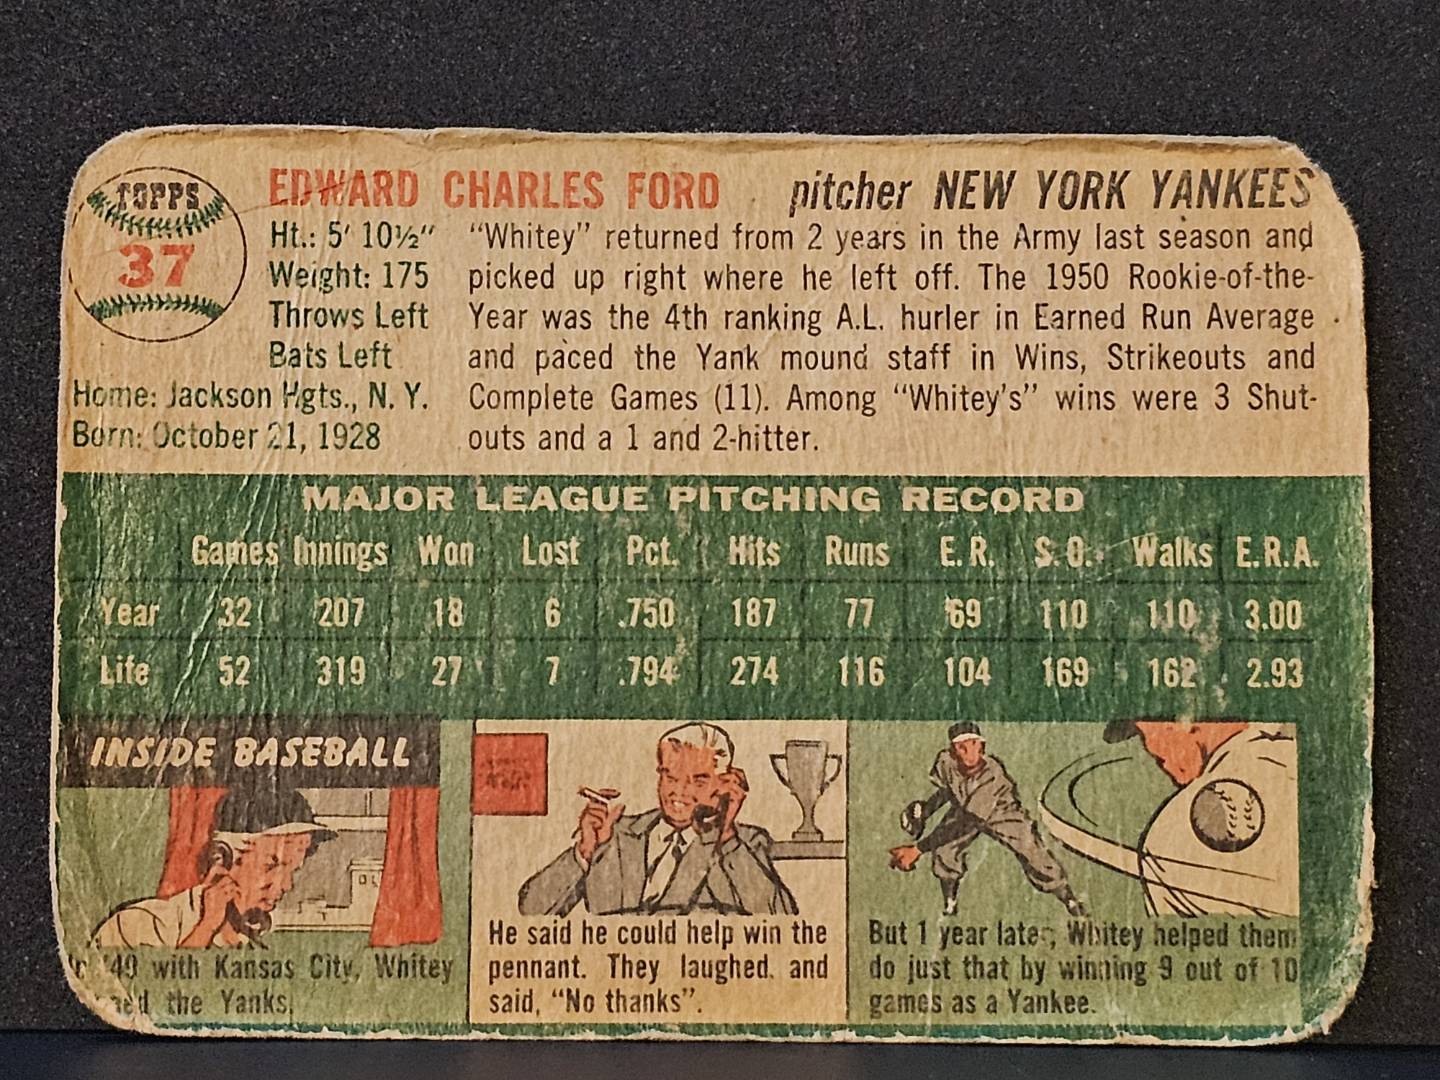 TOPPS
37
EDWARD CHARLES FORD pitcher NEW YORK YANKEES
Ht.: 5' 10½"
Weight: 175
Throws Left
Bats Left
Home: Jackson Hgts., N. Y.
Born: October 21, 1928
"Whitey" returned from 2 years in the Army last season and
picked up right where he left off. The 1950 Rookie-of-the-
Year was the 4th ranking A.L. hurler in Earned Run Average
and paced the Yank mound staff in Wins, Strikeouts and
Complete Games (11). Among "Whitey's" wins were 3 Shut-
outs and a 1 and 2-hitter.
MAJOR LEAGUE PITCHING RECORD
Games Innings Won Lost Pct. Hits Runs E. R. S. O. Walks E.R.A.
Year 32 207 18 6 .750 187 77 69 110 110 3.00
Life 52 319 27 7 .794 274 116 104 169 162 2.93
INSIDE BASEBALL
'49 with Kansas City, Whitey
the Yanks.
He said he could help win the
pennant. They laughed and
said, "No thanks".
But 1 year later, Whitey helped them
do just that by winning 9 out of 10
games as a Yankee.